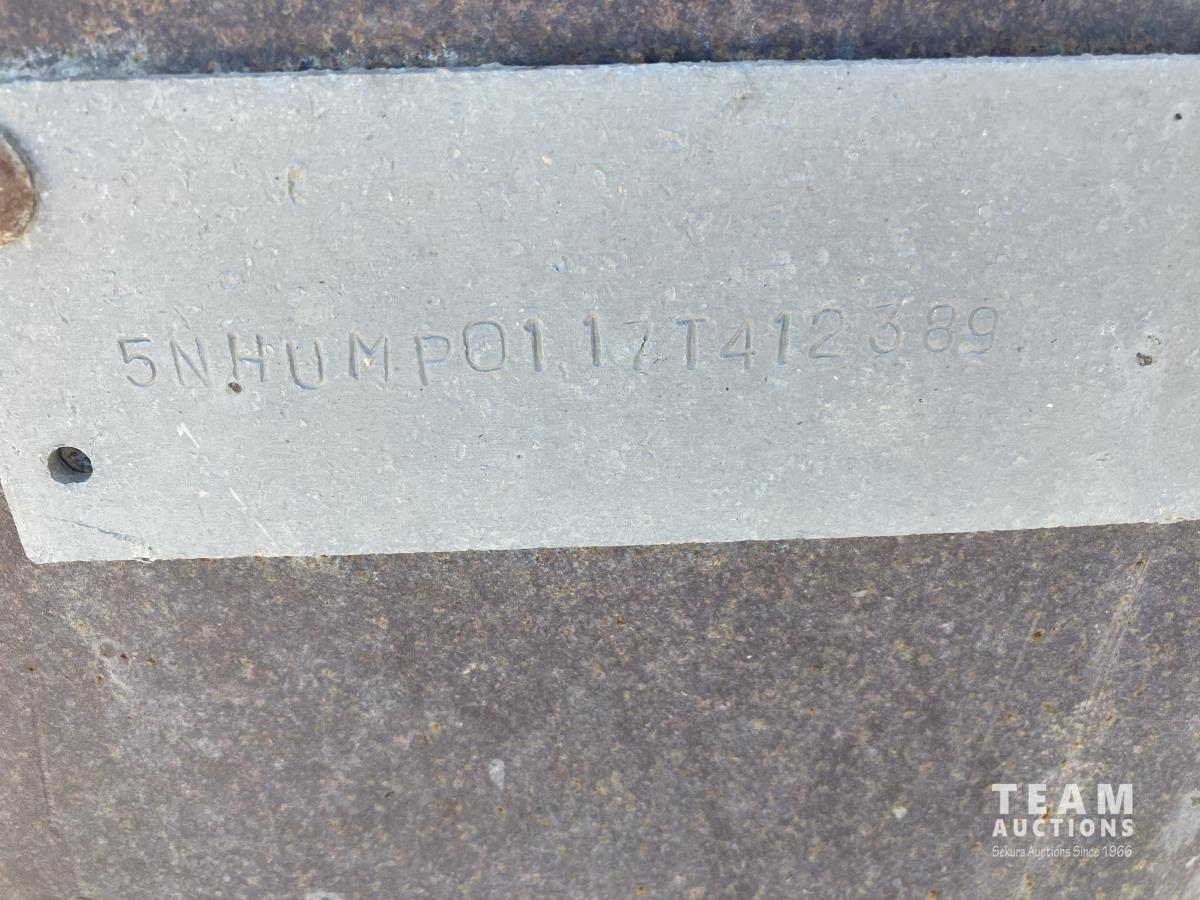 5NHUMP0117T412389
TEAM
AUCTIONS
Sekura Auctions Since 1966